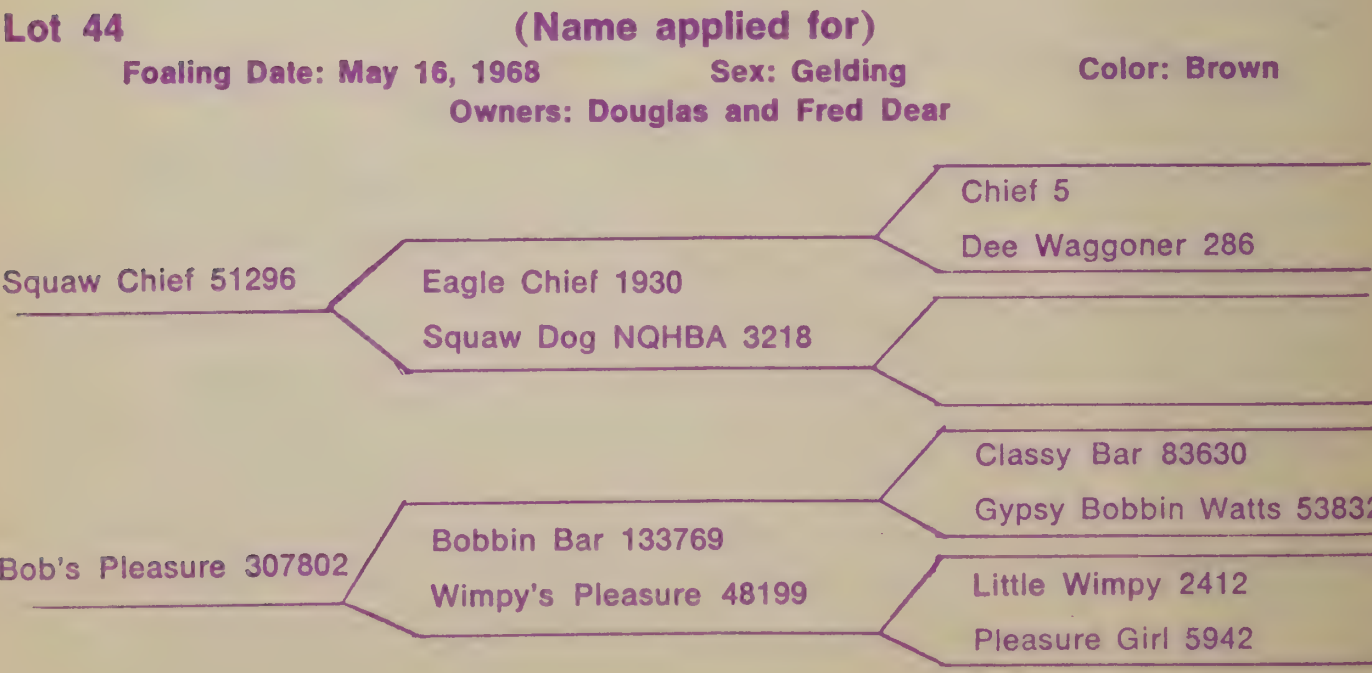 Lot 44
(Name applied for)
Foaling Date: May 16, 1968 Sex: Gelding Color: Brown
Owners: Douglas and Fred Dear
Chief 5
Dee Waggoner 286
Squaw Chief 51296
Eagle Chief 1930
Squaw Dog NQHBA 3218
Classy Bar 83630
Gypsy Bobbin Watts 53832
Bobbin Bar 133769
Bob's Pleasure 307802
Wimpy's Pleasure 48199
Little Wimpy 2412
Pleasure Girl 5942